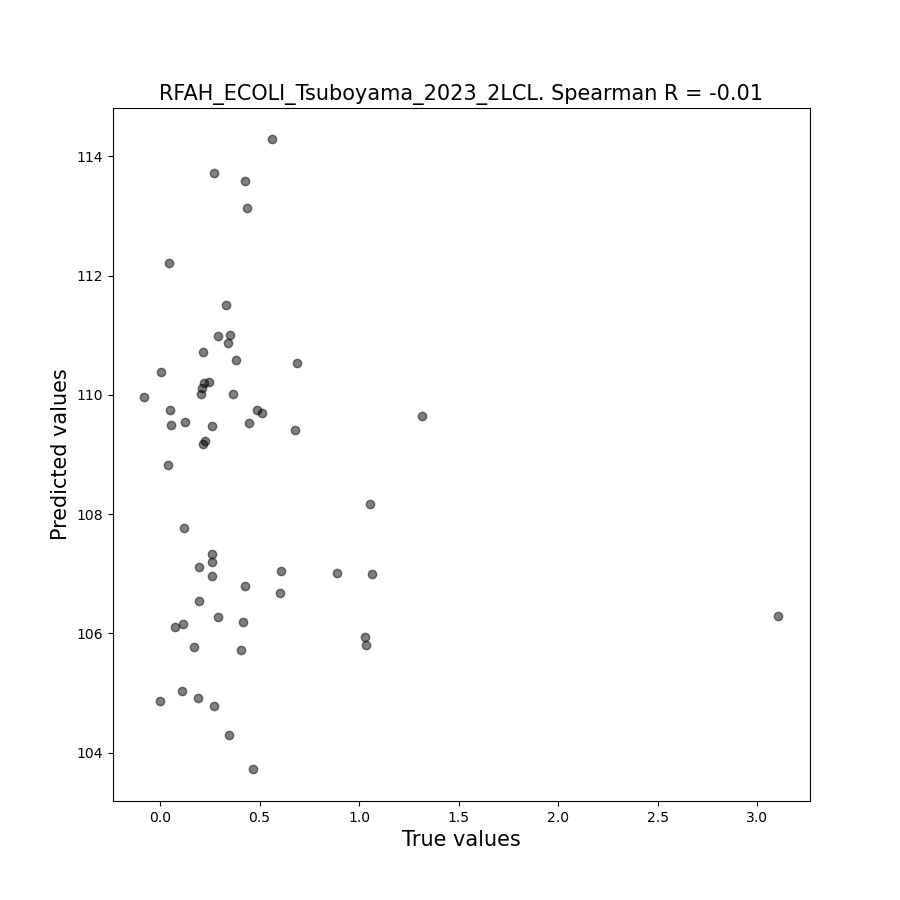 RFAH_ECOLI_Tsuboyama_2023_2LCL. Spearman R = -0.01
114
112
110
108
106
104
Predicted values
0.0 0.5 1.0 1.5 2.0 2.5 3.0
True values